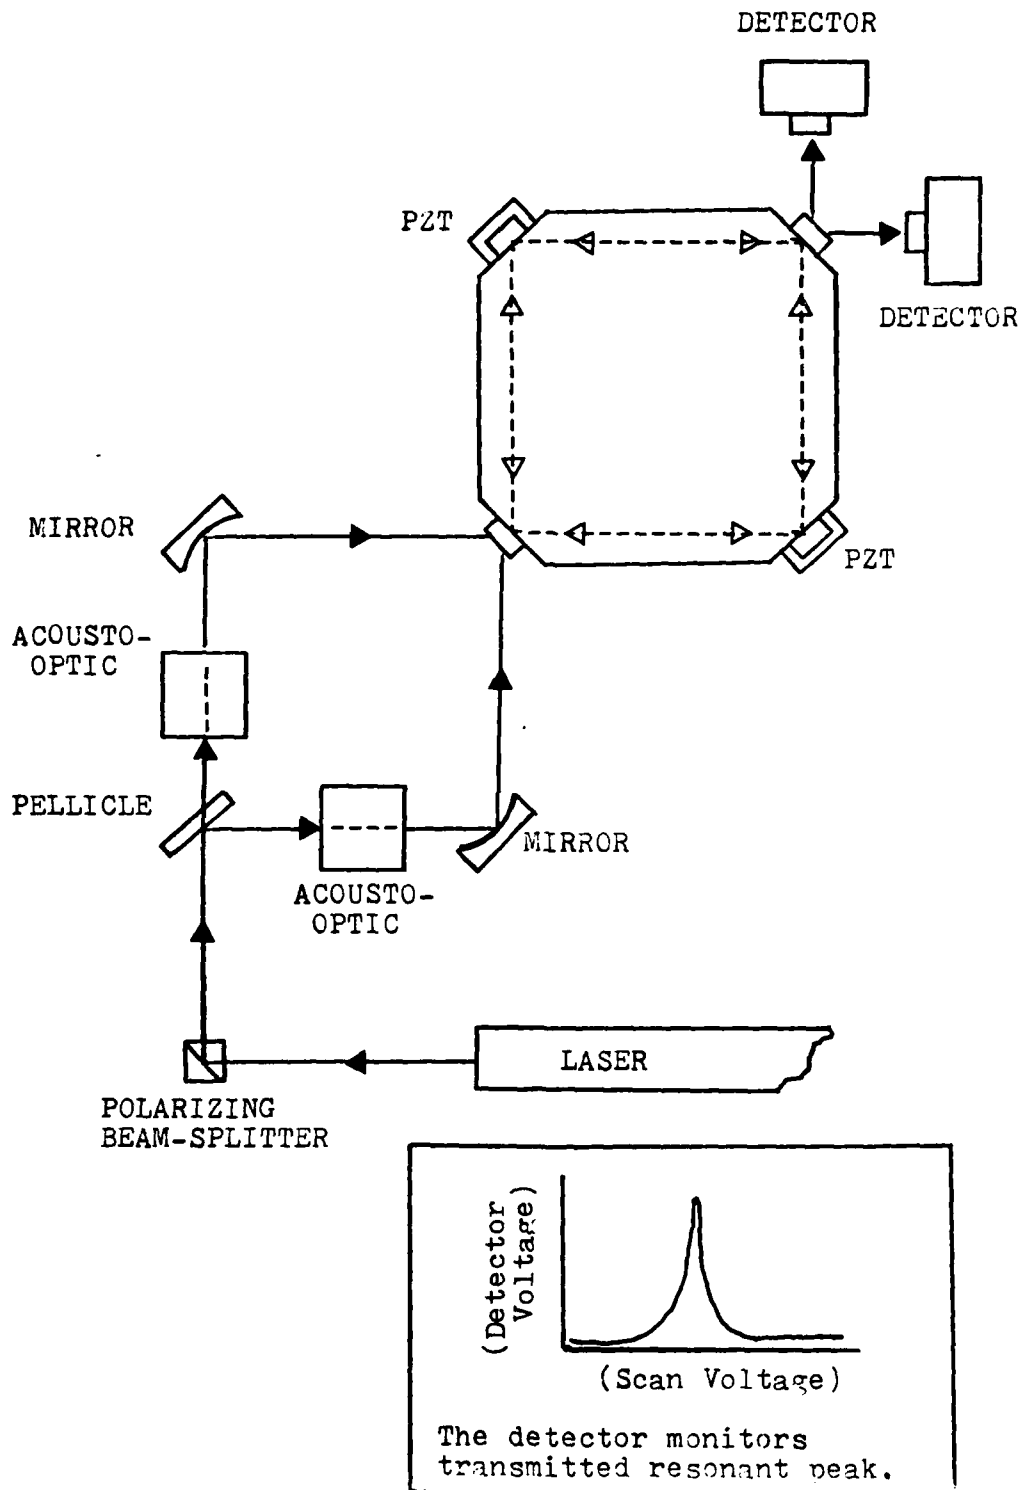 DETECTOR
PZT
DETECTOR
MIRROR
PZT
ACOUSTO-
OPTIC
PELLICLE
MIRROR
ACOUSTO-
OPTIC
LASER
POLARIZING
BEAM-SPLITTER
(Detector
Voltage)
(Scan Voltage)
The detector monitors
transmitted resonant peak.